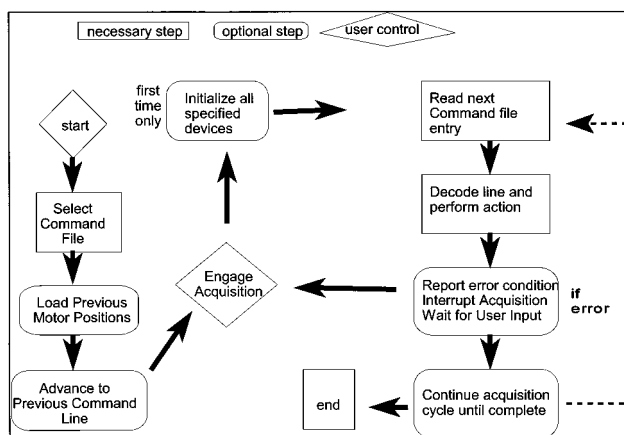 necessary step
optional step
user control
start
Select
Command
File
Load Previous
Motor Positions
Advance to
Previous Command
Line
Engage
Acquisition
first
time
only
Initialize all
specified
devices
Read next
Command file
entry
Decode line and
perform action
Report error condition
Interrupt Acquisition
Wait for User Input
if
error
Continue acquisition
cycle until complete
end